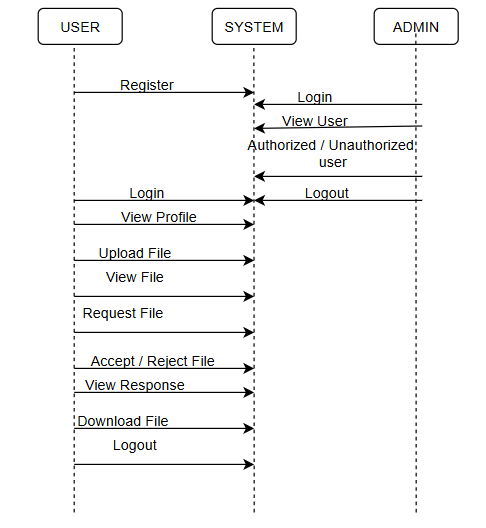 USER
SYSTEM
ADMIN
Register
Login
View User
Authorized / Unauthorized
user
Login
Logout
View Profile
Upload File
View File
Request File
Accept / Reject File
View Response
Download File
Logout